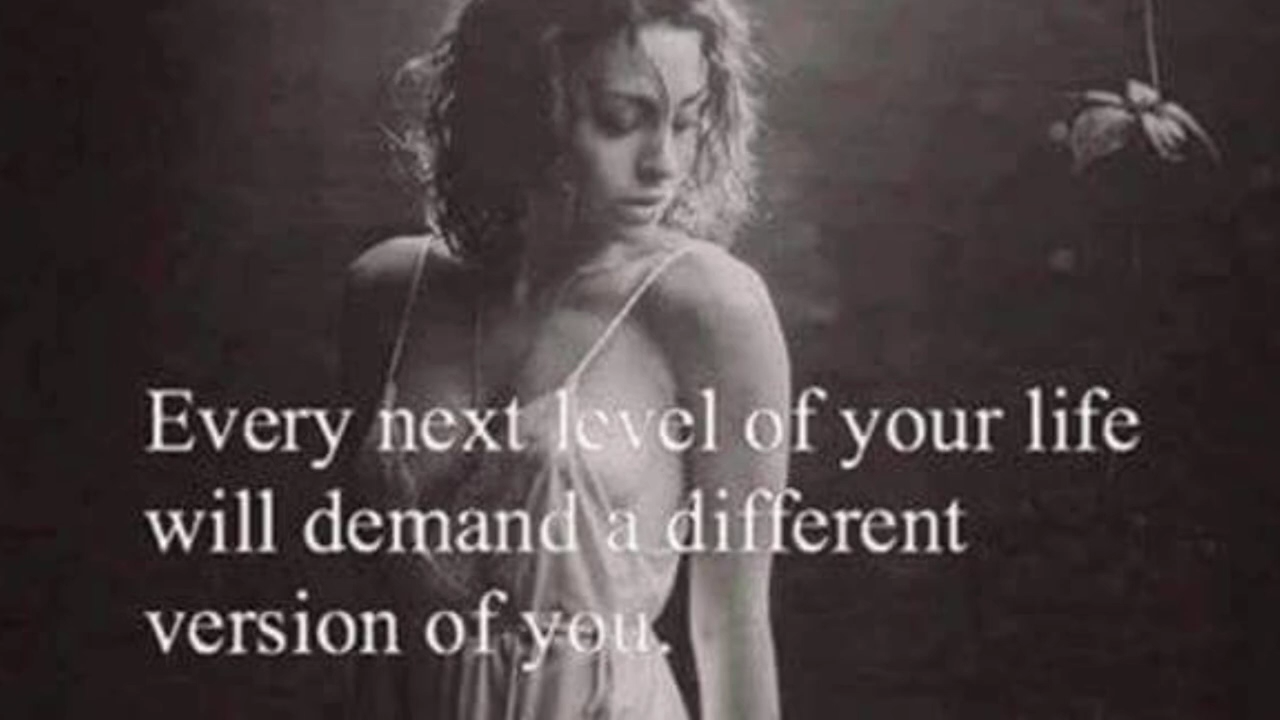 Every next level of your life
will demand a different
version of you.